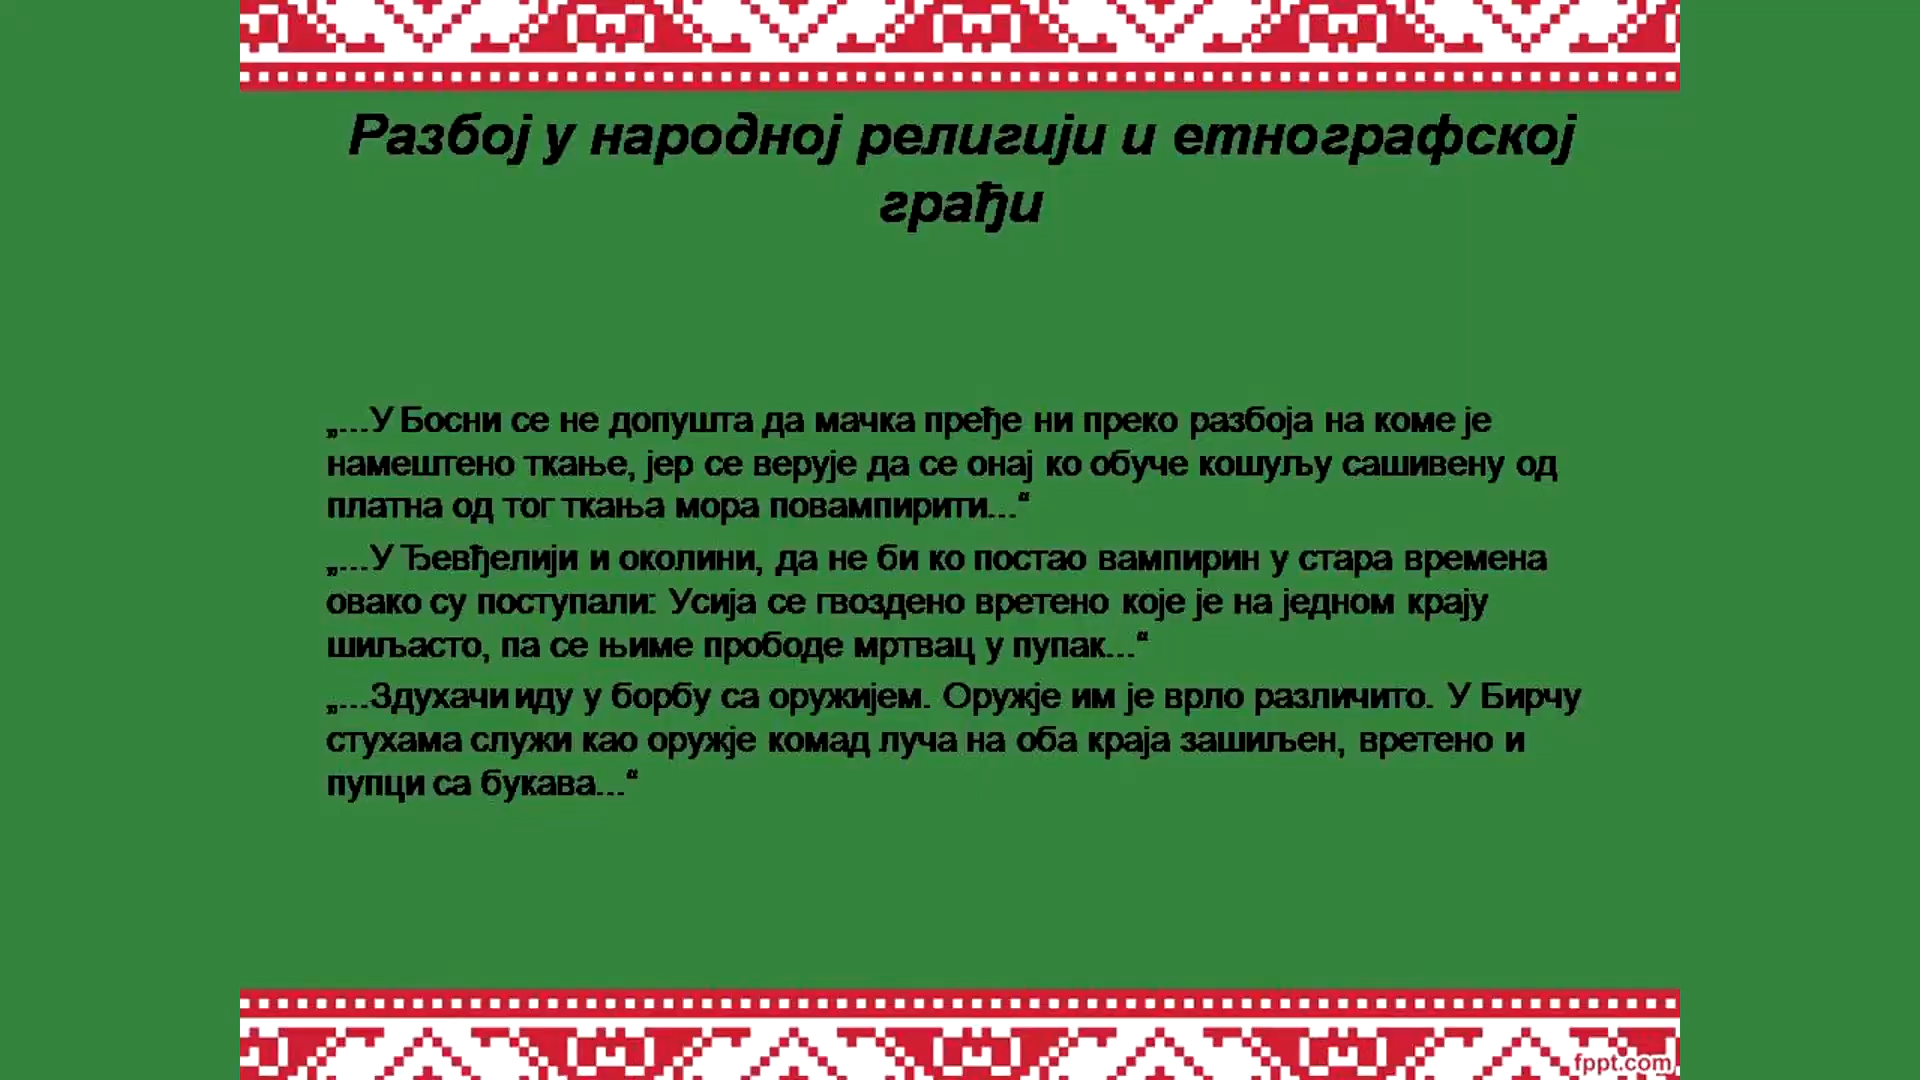 Разбој у народној религији и етнографској
грађи
„...У Босни се не допушта да мачка пређе ни преко разбоја на коме је
намештено ткање, јер се верује да се онај ко обуче кошуљу сашивену од
платна од тог ткања мора повампирити...“
„...У Ђевђелији и околини, да не би ко постао вампирин у стара времена
овако су поступали: Усија се гвоздено вретено које је на једном крају
шиљасто, па се њиме прободе мртвац у пупак...“
„...Здухачи иду у борбу са оружијем. Оружје им је врло различито. У Бирчу
стухама служи као оружје комад луча на оба краја зашиљен, вретено и
пупци са букава...“
fppt.com